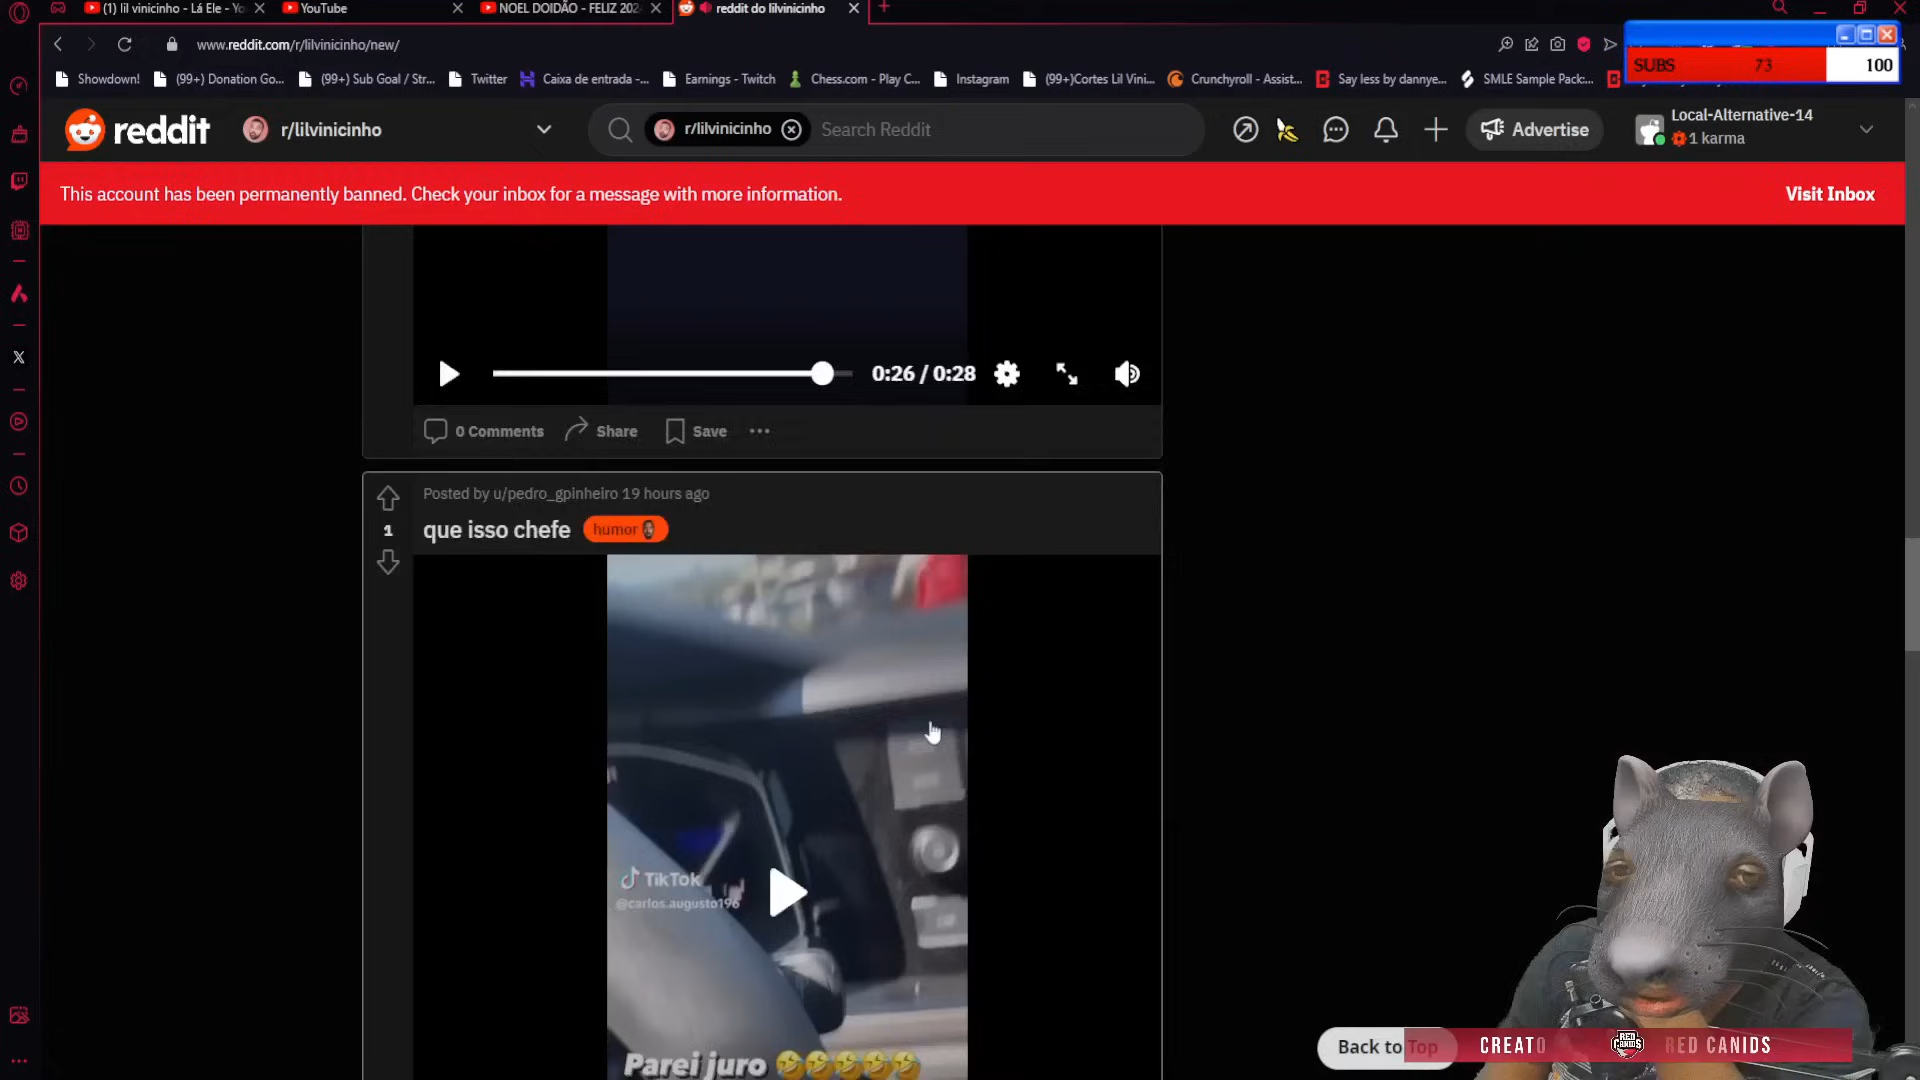 (1) lil vinicinho - Lá Ele - Yo
YouTube
NOEL DOIDÃO - FELIZ 202
reddit do lilvinicinho
www.reddit.com/r/lilvinicinho/new/
Showdown!
(99+) Donation Go...
(99+) Sub Goal / Str...
Twitter
Caixa de entrada -...
Earnings - Twitch
Chess.com - Play C...
Instagram
(99+)Cortes Lil Vini...
Crunchyroll - Assist...
Say less by dannye...
SMLE Sample Pack:...
SUBS 73 100
reddit
r/lilvinicinho
r/lilvinicinho
Search Reddit
Advertise
Local-Alternative-14
1 karma
This account has been permanently banned. Check your inbox for a message with more information.
Visit Inbox
0:26 / 0:28
0 Comments
Share
Save
Posted by u/pedro_gpinheiro 19 hours ago
1
que isso chefe
humor
TikTok
@carlos.augusto196
Parei juro 🤣🤣🤣🤣🤣
Back to Top
CREATO
RED CANIDS
RED CANIDS